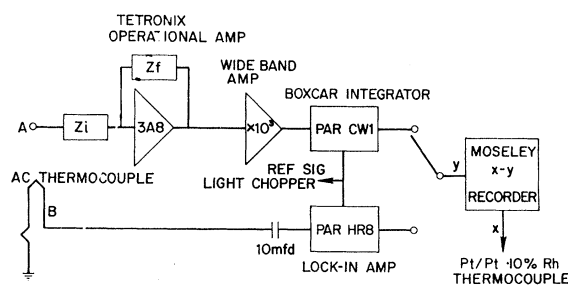 TETRONIX
OPERATIONAL AMP
Zf
WIDE BAND
AMP
BOXCAR INTEGRATOR
A
Zi
3A8
×10³
PAR CW1
MOSELEY
x-y
RECORDER
y
AC THERMOCOUPLE
REF SIG
LIGHT CHOPPER
B
10mfd
PAR HR8
LOCK-IN AMP
x
Pt/Pt ·10% Rh
THERMOCOUPLE